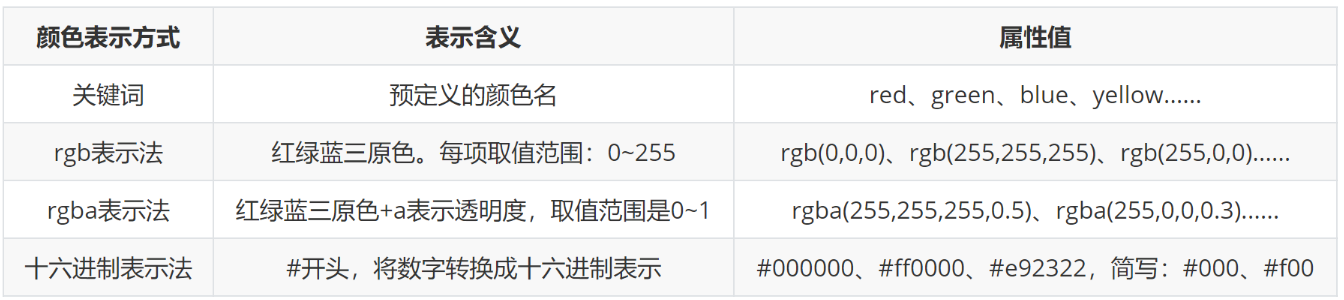 颜色表示方式 表示含义 属性值
关键词 预定义的颜色名 red、green、blue、yellow......
rgb表示法 红绿蓝三原色。每项取值范围：0~255 rgb(0,0,0)、rgb(255,255,255)、rgb(255,0,0)......
rgba表示法 红绿蓝三原色+a表示透明度，取值范围是0~1 rgba(255,255,255,0.5)、rgba(255,0,0,0.3)......
十六进制表示法 #开头，将数字转换成十六进制表示 #000000、#ff0000、#e92322，简写：#000、#f00